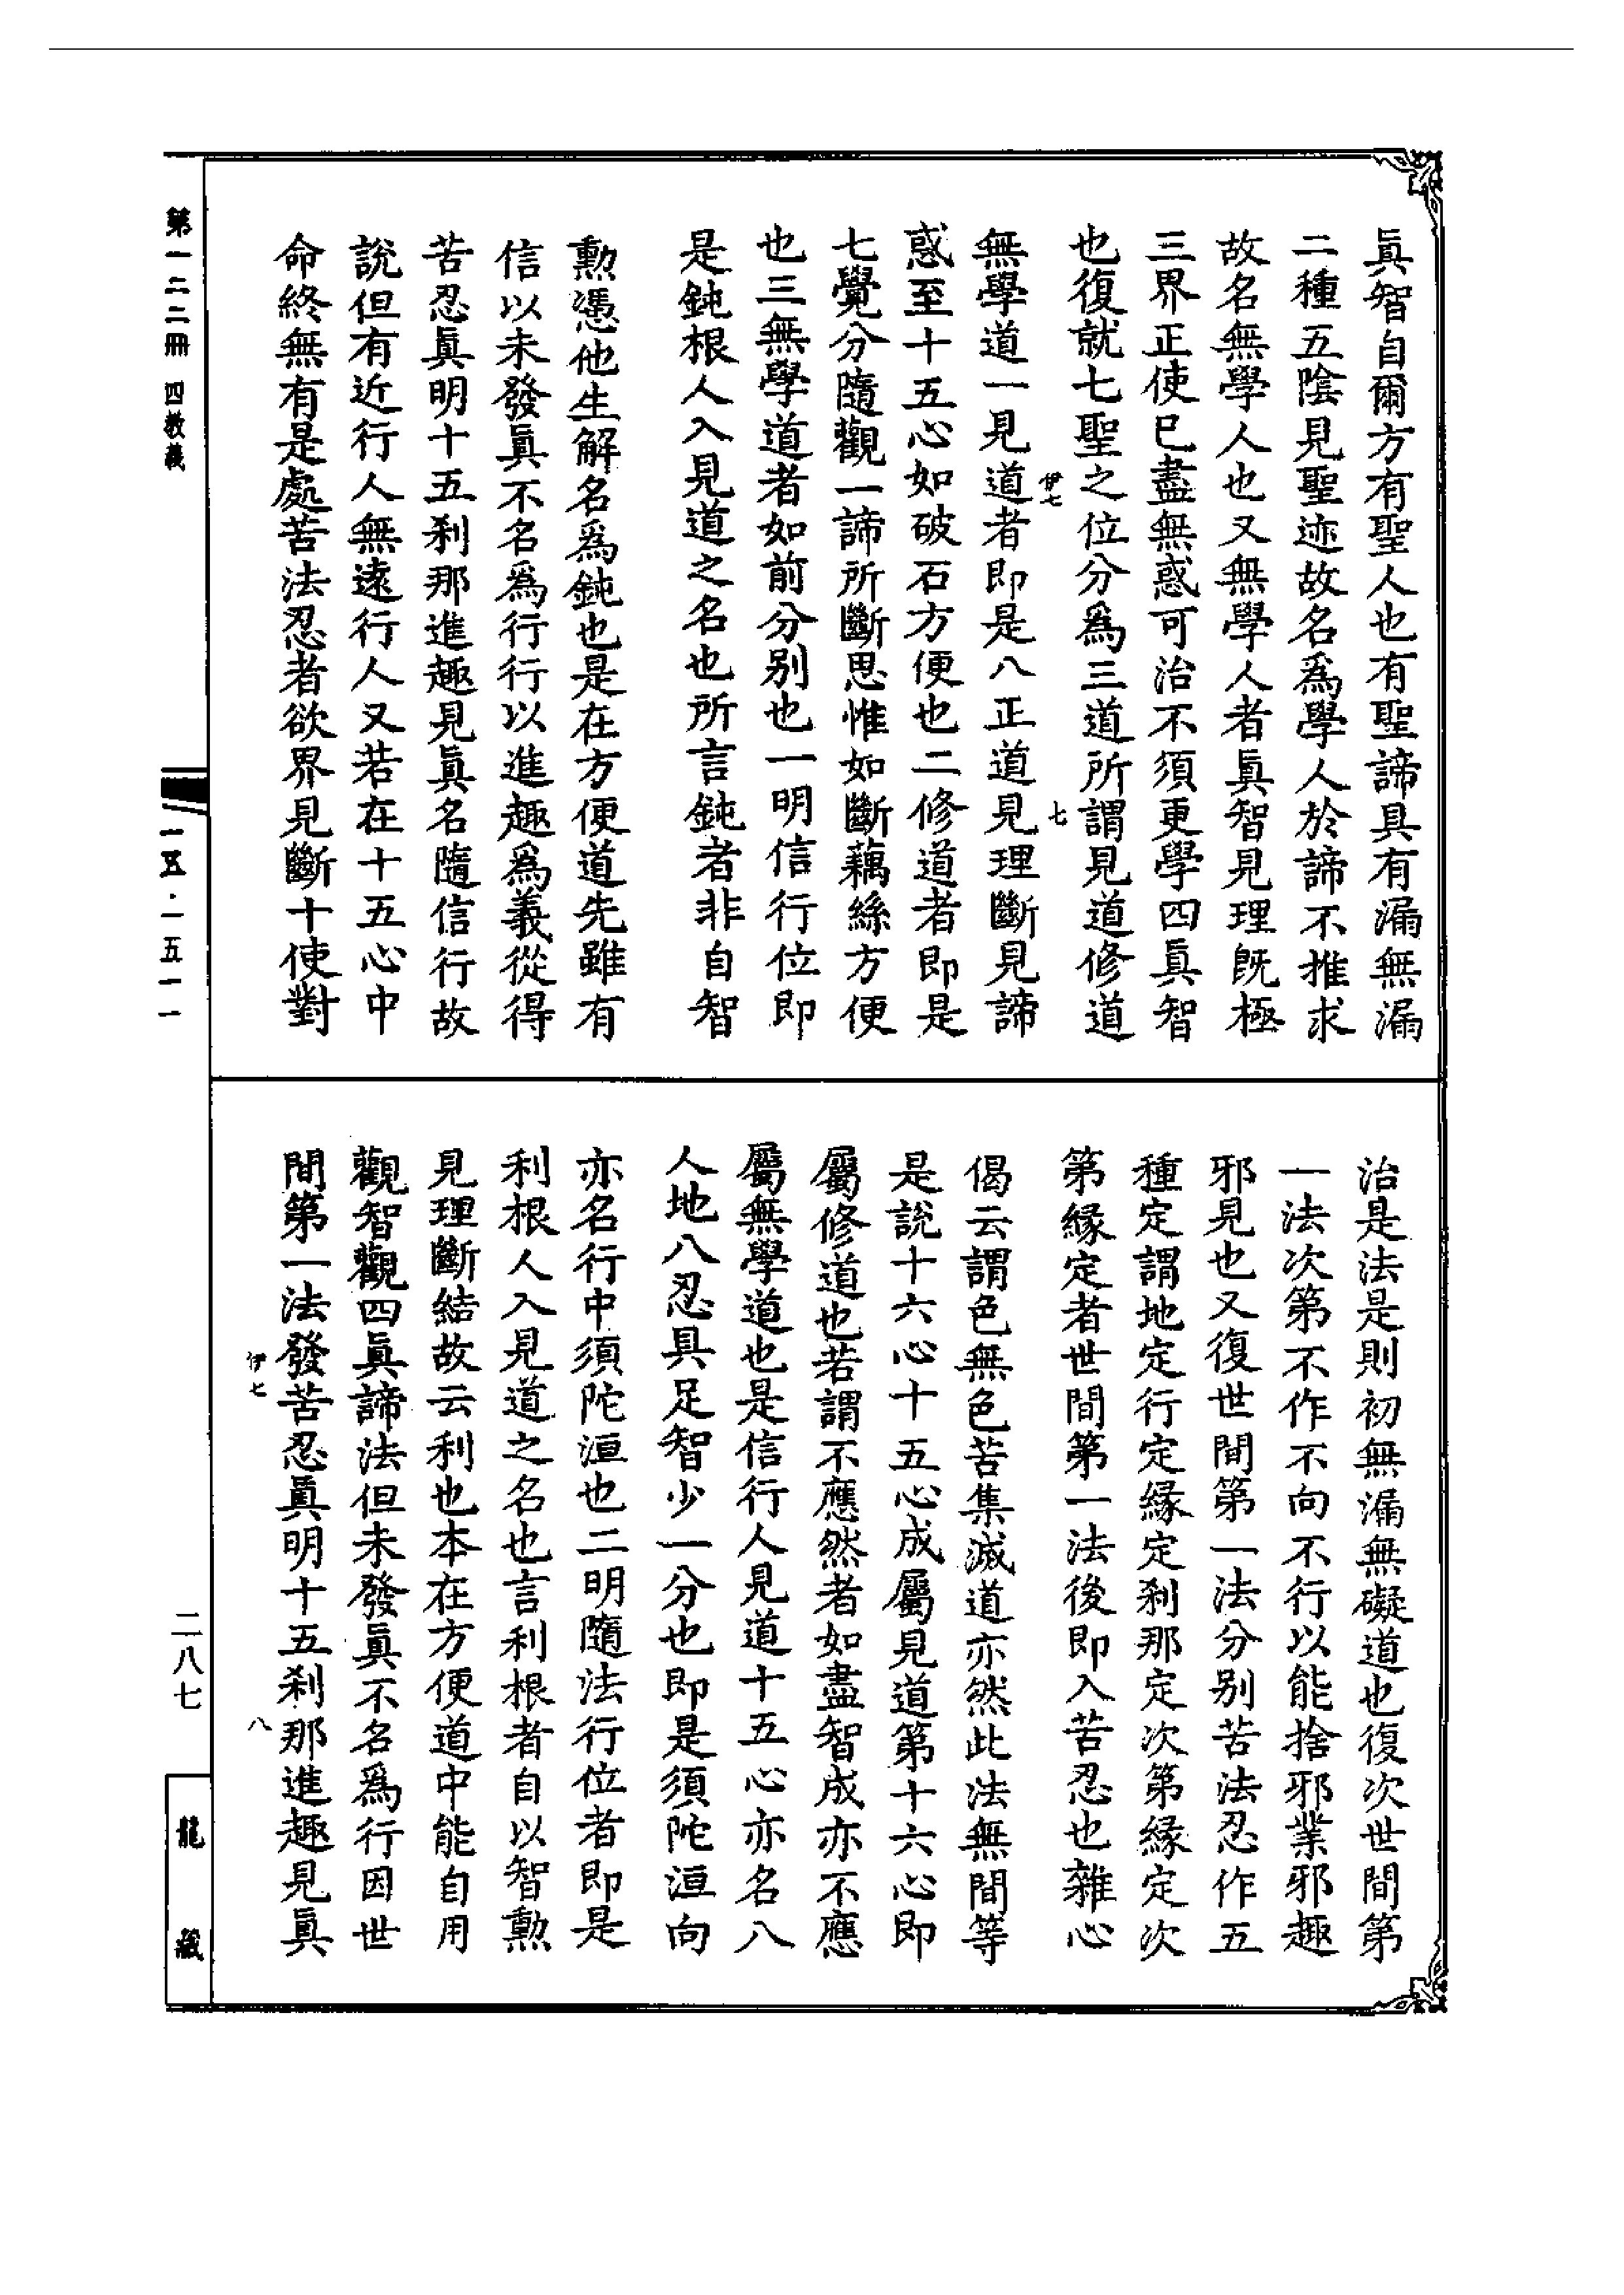 眞智自爾方有聖人也有聖諦具有漏無漏
二種五陰見聖迹故名爲學人於諦不推求
故名無學人也又無學人者眞智見理旣極
三界正使已盡無惑可治不須更學四眞智
也復就七聖之位分爲三道所謂見道修道
伊七
七
無學道一見道者即是八正道見理斷見諦
惑至十五心如破石方便也二修道者即是
七覺分隨觀一諦所斷思惟如斷藕絲方便
也三無學道者如前分別也一明信行位即
是鈍根人入見道之名也所言鈍者非自智
勲憑他生解名爲鈍也是在方便道先雖有
信以未發眞不名爲行行以進趣爲義從得
苦忍眞明十五刹那進趣見眞名隨信行故
說但有近行人無遠行人又若在十五心中
命終無有是處苦法忍者欲界見斷十使對
治是法是則初無漏無礙道也復次世間第
一法次第不作不向不行以能捨邪業邪趣
邪見也又復世間第一法分別苦法忍作五
種定謂地定行定緣定刹那定次第緣定次
第緣定者世間第一法後即入苦忍也雜心
偈云謂色無色苦集滅道亦然此法無間等
是說十六心十五心成屬見道第十六心即
屬修道也若謂不應然者如盡智成亦不應
屬無學道也是信行人見道十五心亦名八
人地八忍具足智少一分也即是須陀洹向
亦名行中須陀洹也二明隨法行位者即是
利根人入見道之名也言利根者自以智勲
見理斷結故云利也本在方便道中能自用
觀智觀四眞諦法但未發眞不名爲行因世
間第一法發苦忍眞明十五刹那進趣見眞
伊七
八
第一二二冊 四教義
一五·一五一一
二八七
龍藏